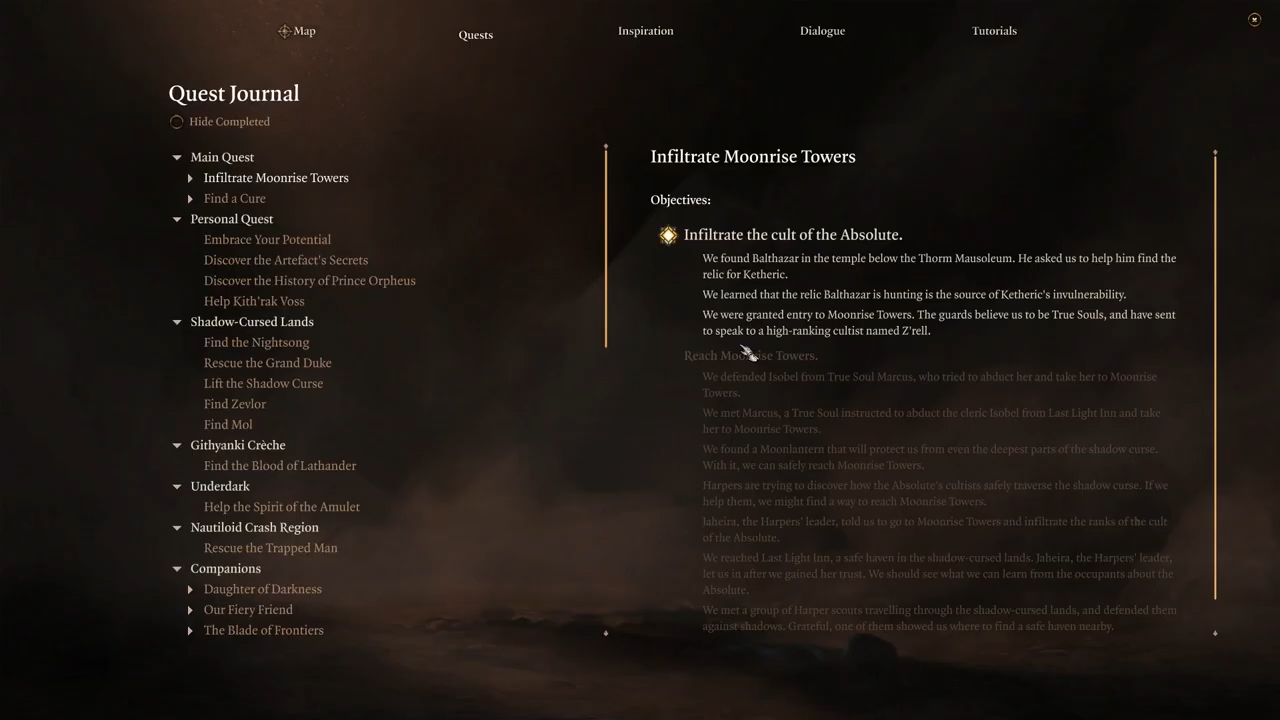 Map
Quests
Inspiration
Dialogue
Tutorials
Quest Journal
Hide Completed
Main Quest
Infiltrate Moonrise Towers
Find a Cure
Personal Quest
Embrace Your Potential
Discover the Artefact's Secrets
Discover the History of Prince Orpheus
Help Kith'rak Voss
Shadow-Cursed Lands
Find the Nightsong
Rescue the Grand Duke
Lift the Shadow Curse
Find Zevlor
Find Mol
Githyanki Crèche
Find the Blood of Lathander
Underdark
Help the Spirit of the Amulet
Nautiloid Crash Region
Rescue the Trapped Man
Companions
Daughter of Darkness
Our Fiery Friend
The Blade of Frontiers
Infiltrate Moonrise Towers
Objectives:
Infiltrate the cult of the Absolute.
We found Balthazar in the temple below the Thorm Mausoleum. He asked us to help him find the
relic for Ketheric.
We learned that the relic Balthazar is hunting is the source of Ketheric's invulnerability.
We were granted entry to Moonrise Towers. The guards believe us to be True Souls, and have sent
to speak to a high-ranking cultist named Z'rell.
Reach Moonrise Towers.
We defended Isobel from True Soul Marcus, who tried to abduct her and take her to Moonrise
Towers.
We met Marcus, a True Soul instructed to abduct the cleric Isobel from Last Light Inn and take
her to Moonrise Towers.
We found a Moonlantern that will protect us from even the deepest parts of the shadow curse.
With it, we can safely reach Moonrise Towers.
Harpers are trying to discover how the Absolute's cultists safely traverse the shadow curse. If we
help them, we might find a way to reach Moonrise Towers.
Jaheira, the Harpers' leader, told us to go to Moonrise Towers and infiltrate the ranks of the cult
of the Absolute.
We reached Last Light Inn, a safe haven in the shadow-cursed lands. Jaheira, the Harpers' leader,
let us in after we gained her trust. We should see what we can learn from the occupants about the
Absolute.
We met a group of Harper scouts travelling through the shadow-cursed lands, and defended them
against shadows. Grateful, one of them showed us where to find a safe haven nearby.